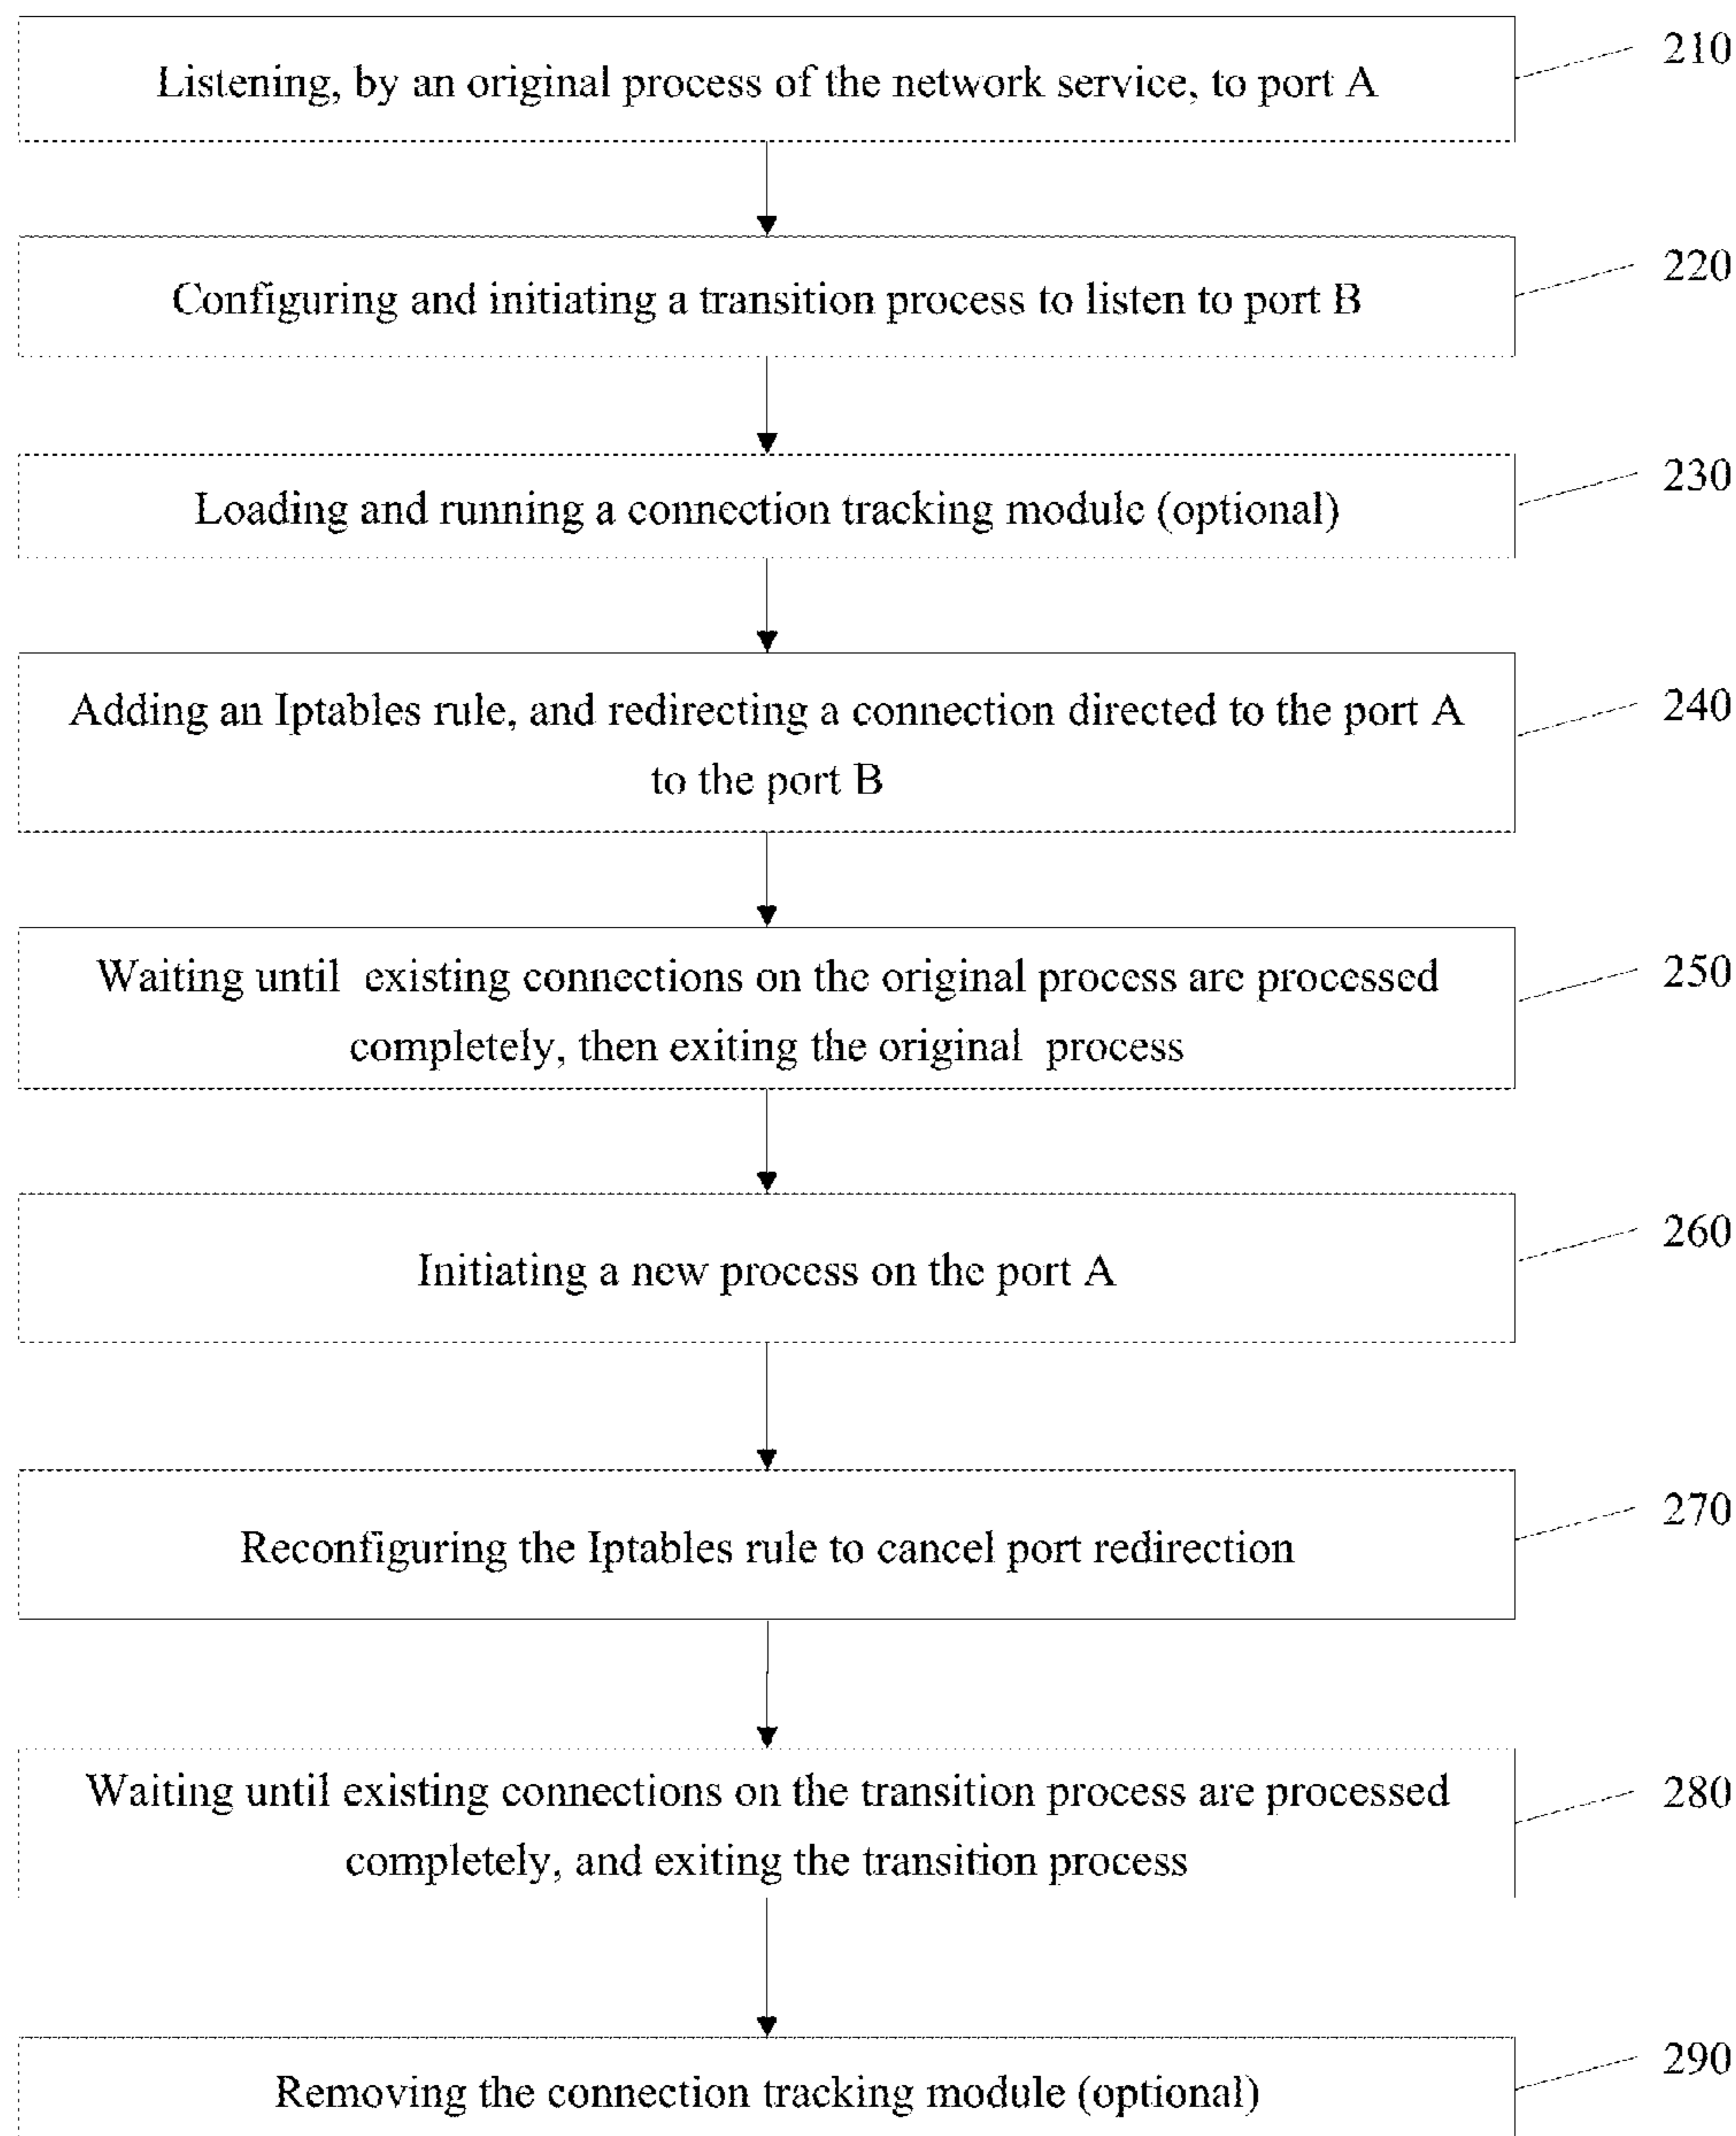 Listening, by an original process of the network service, to port A
210
Configuring and initiating a transition process to listen to port B
220
Loading and running a connection tracking module (optional)
230
Adding an Iptables rule, and redirecting a connection directed to the port A
to the port B
240
Waiting until existing connections on the original process are processed
completely, then exiting the original process
250
Initiating a new process on the port A
260
Reconfiguring the Iptables rule to cancel port redirection
270
Waiting until existing connections on the transition process are processed
completely, and exiting the transition process
280
Removing the connection tracking module (optional)
290